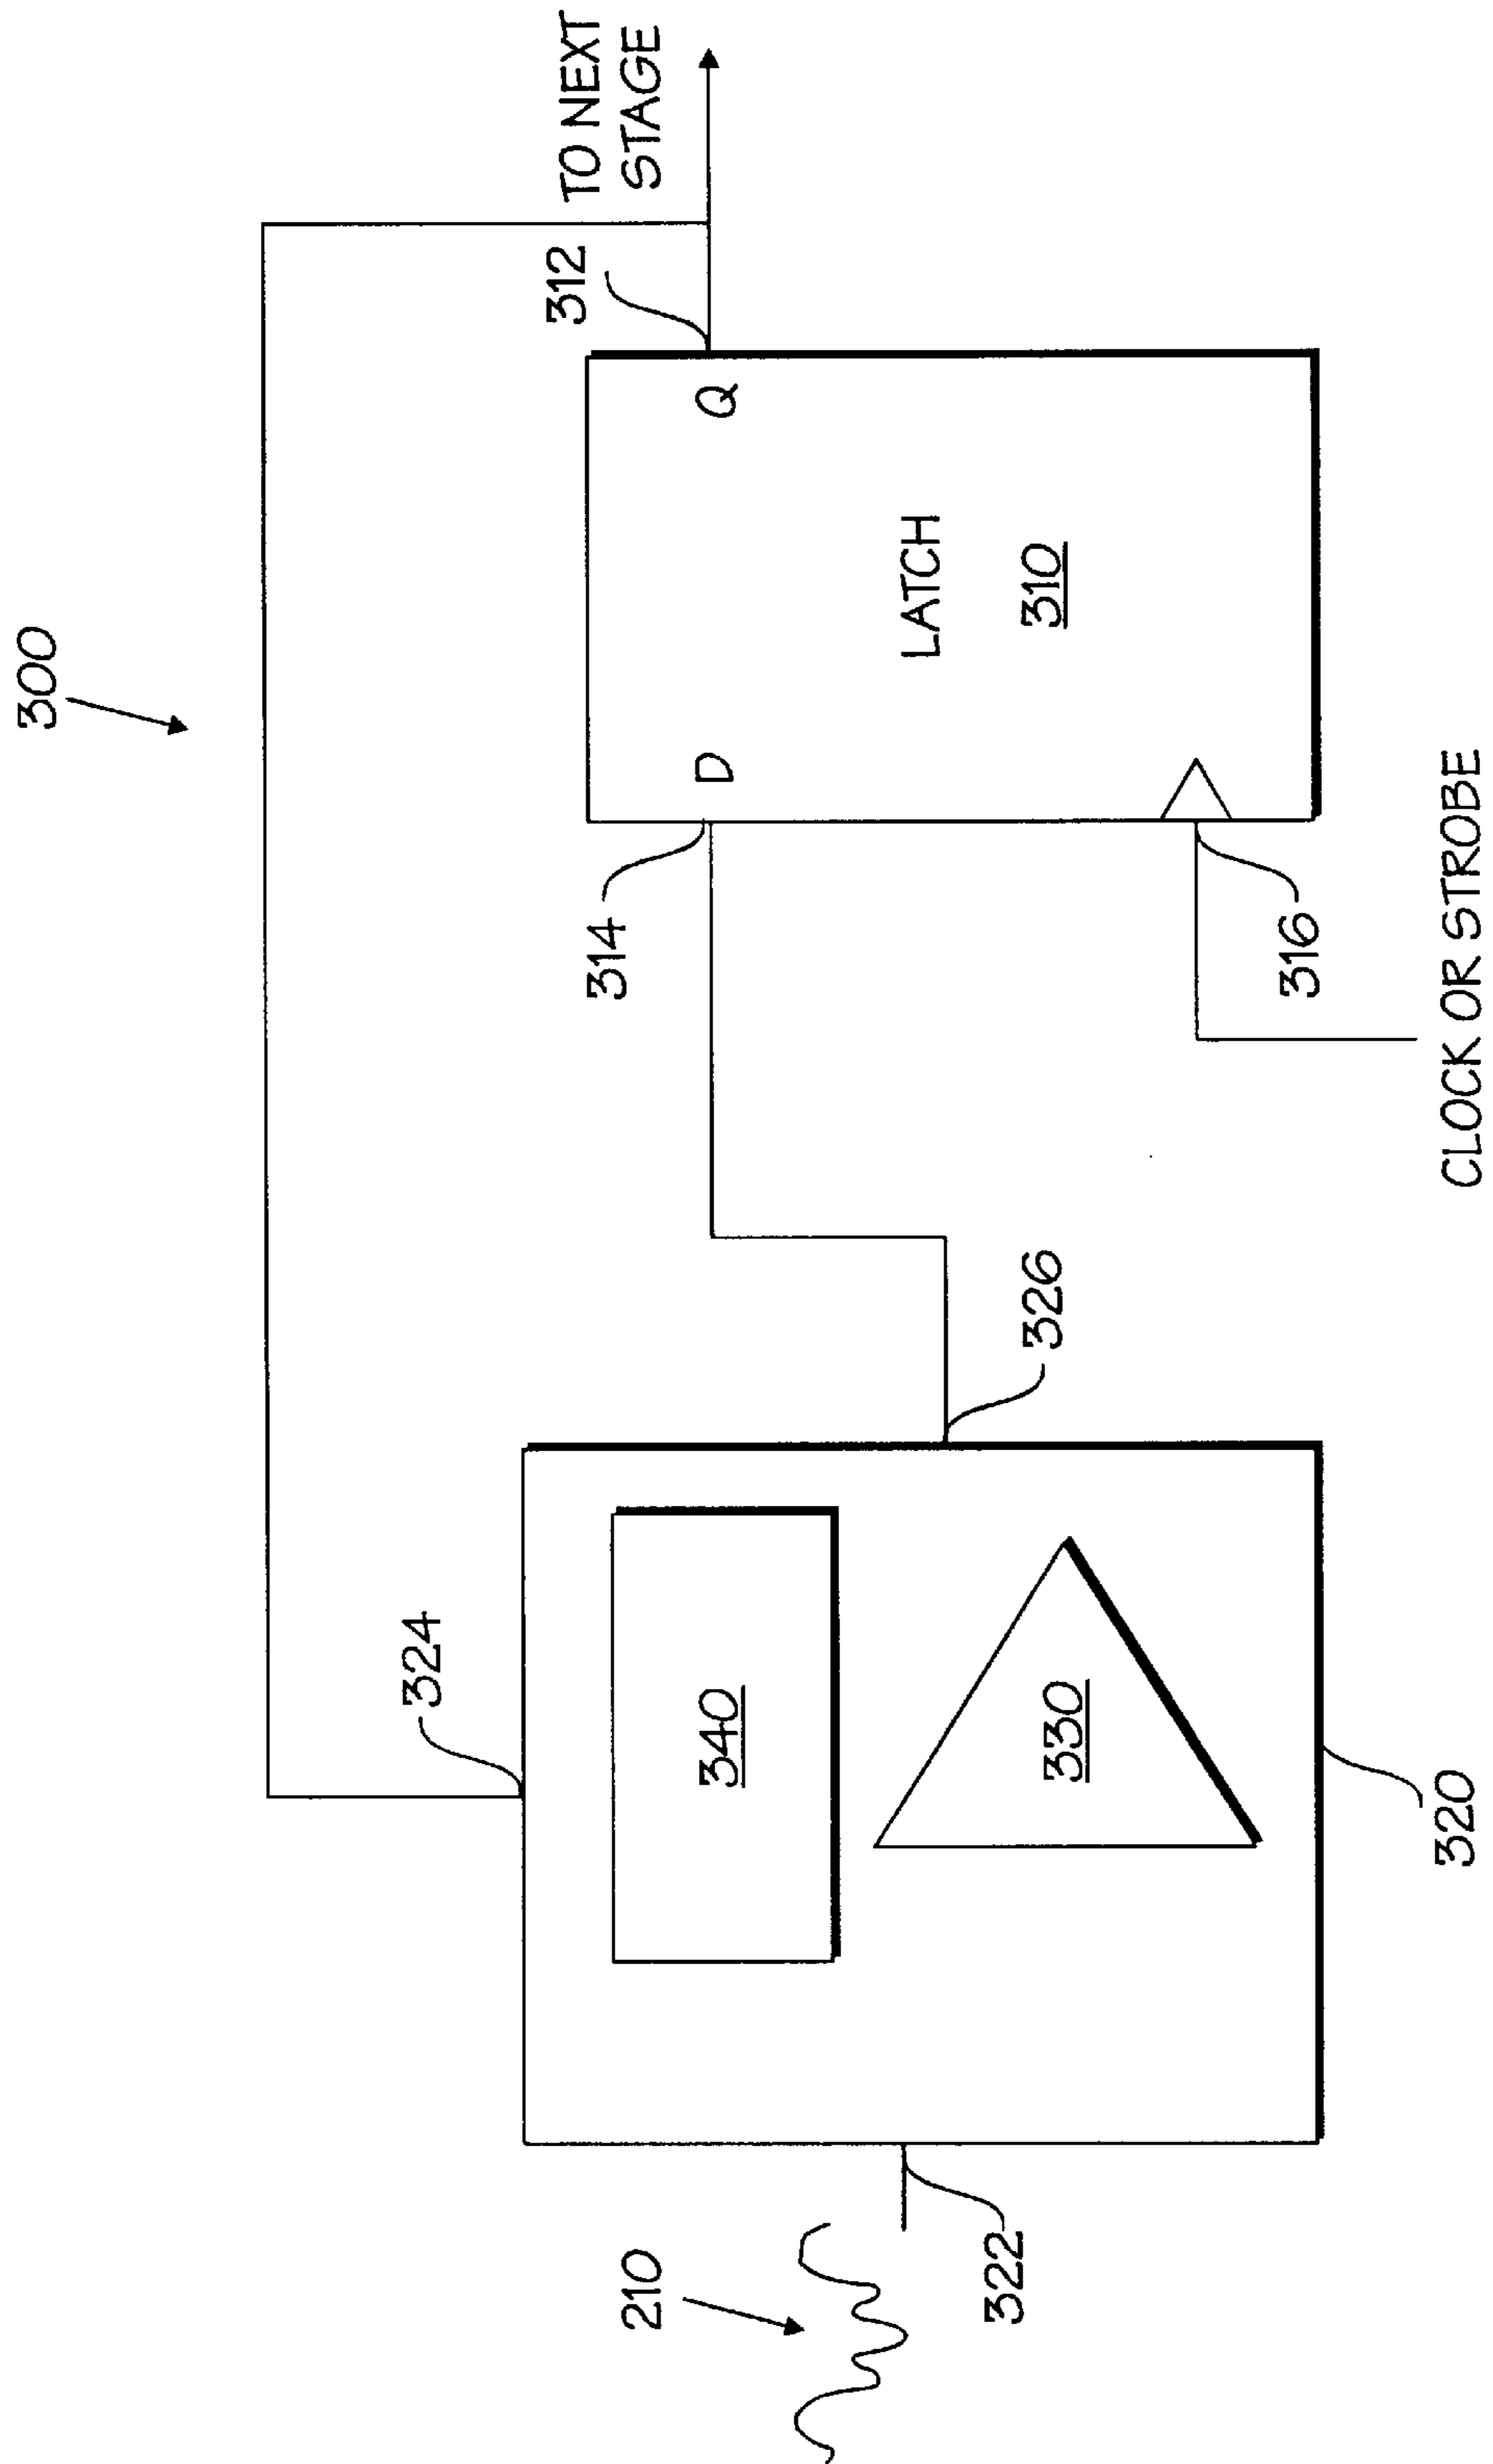 300
TO NEXT
STAGE
312
324
314
D
Q
LATCH
310
340
326
210
330
322
316
320
CLOCK OR STROBE